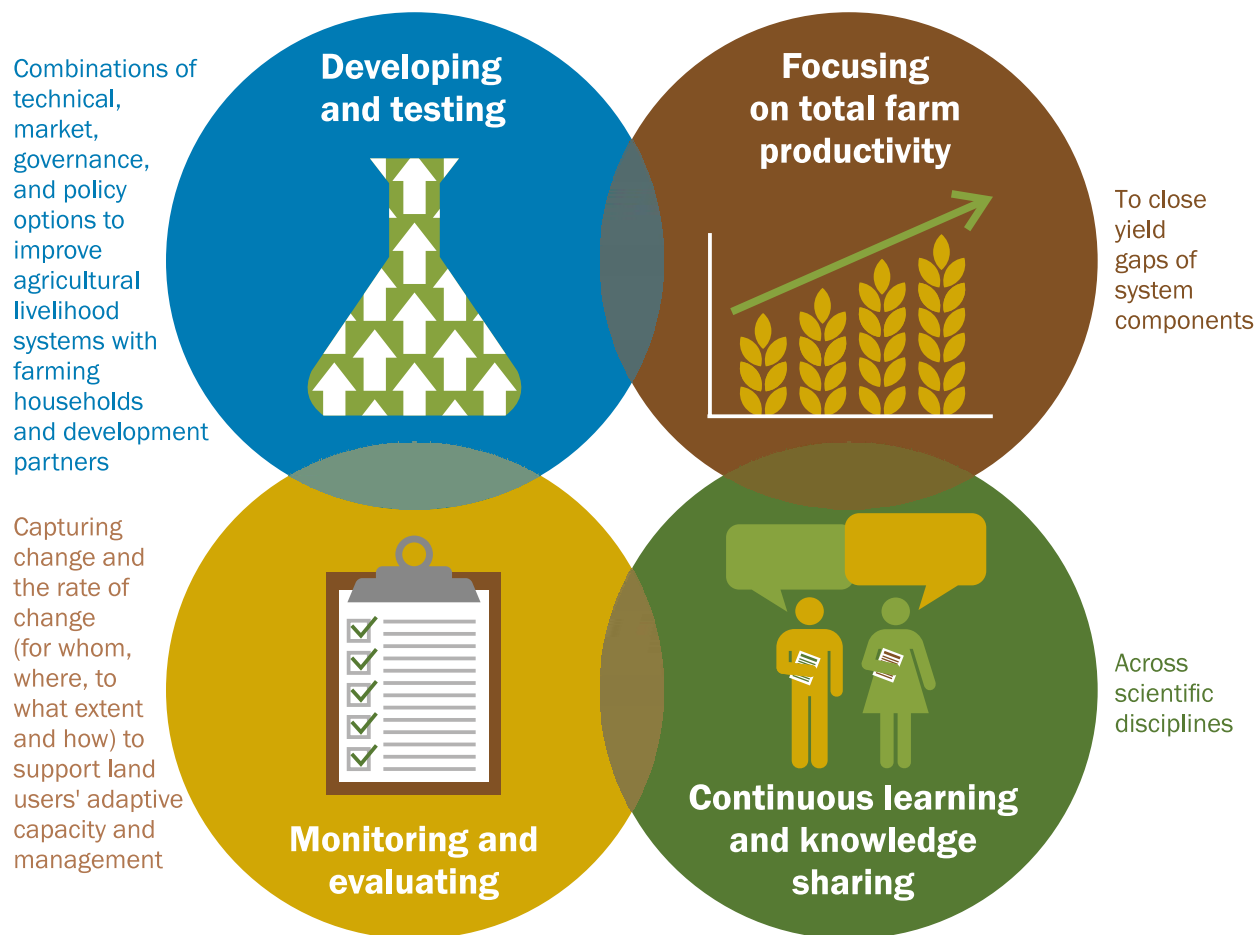 Combinations of
technical,
market,
governance,
and policy
options to
improve
agricultural
livelihood
systems with
farming
households
and development
partners
Developing
and testing
Focusing
on total farm
productivity
To close
yield
gaps of
system
components
Capturing
change and
the rate of
change
(for whom,
where, to
what extent
and how) to
support land
users' adaptive
capacity and
management
Monitoring and
evaluating
Continuous learning
and knowledge
sharing
Across
scientific
disciplines